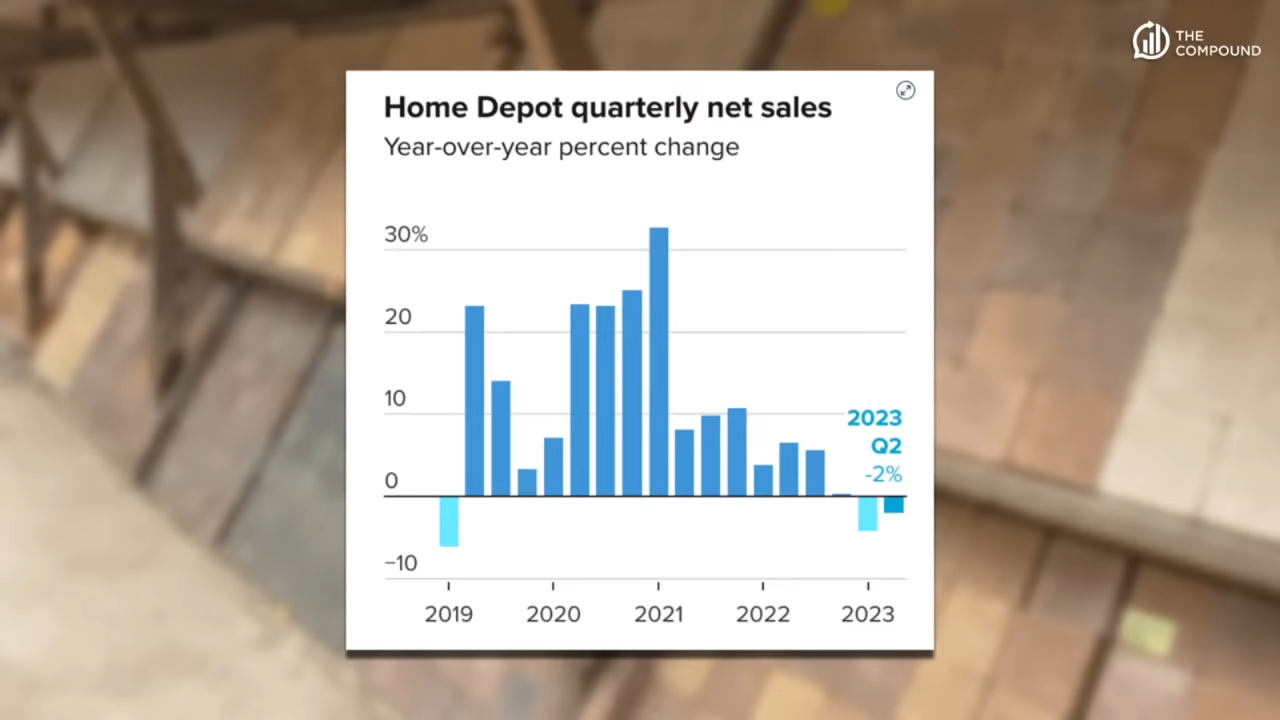 THE
COMPOUND
Home Depot quarterly net sales
Year-over-year percent change
30%
20
10
0
−10
2023
Q2
-2%
2019 2020 2021 2022 2023